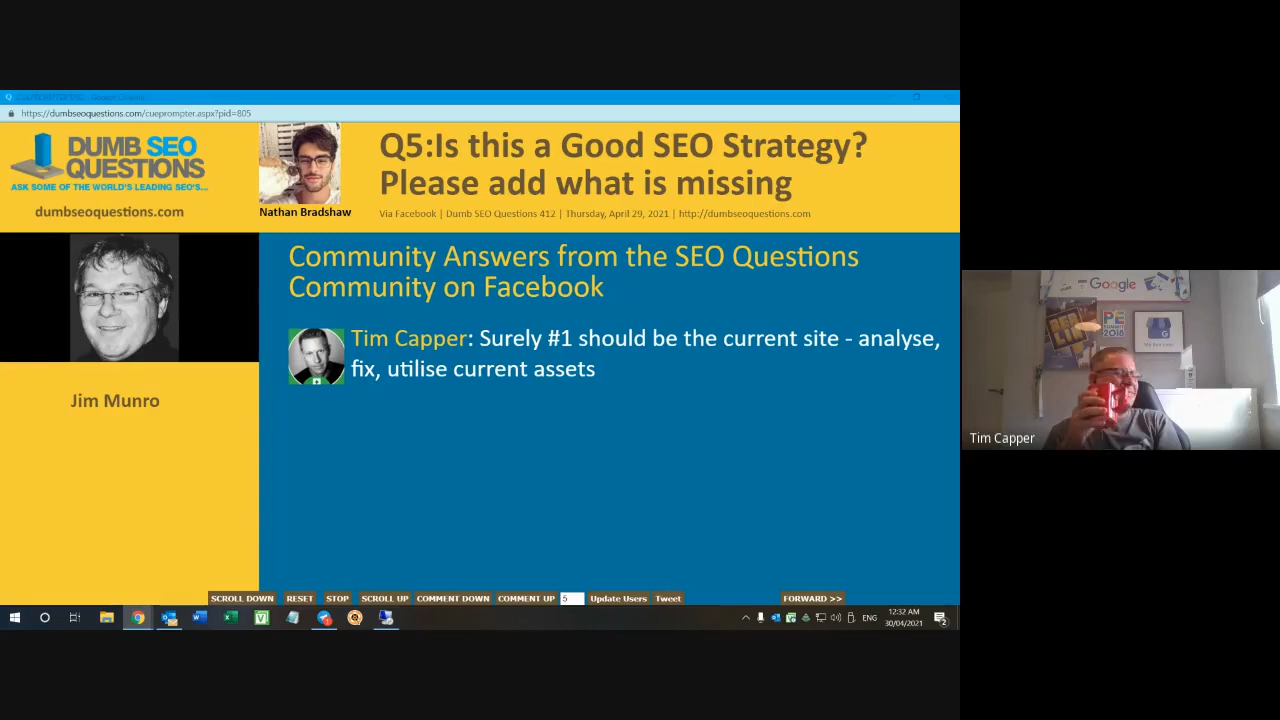 https://dumbseoquestions.com/cueprompter.aspx?pid=805
DUMB SEO
QUESTIONS
ASK SOME OF THE WORLD'S LEADING SEO'S...
dumbseoquestions.com
Nathan Bradshaw
Q5:Is this a Good SEO Strategy?
Please add what is missing
Via Facebook | Dumb SEO Questions 412 | Thursday, April 29, 2021 | http://dumbseoquestions.com
Jim Munro
Community Answers from the SEO Questions
Community on Facebook
Tim Capper: Surely #1 should be the current site - analyse,
fix, utilise current assets
Google
PE
SUMMIT
2018
Tim Capper
SCROLL DOWN RESET STOP SCROLL UP COMMENT DOWN COMMENT UP 5 Update Users Tweet FORWARD >>
ENG
12:32 AM
30/04/2021
2